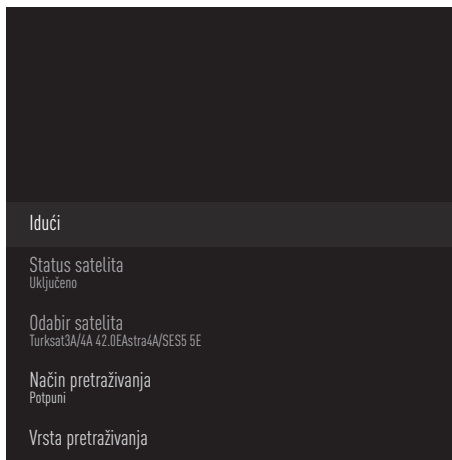 Idući
Status satelita
Uključeno
Odabir satelita
Turksat3A/4A 42.0EAstra4A/SES5 5E
Način pretraživanja
Potpuni
Vrsta pretraživanja